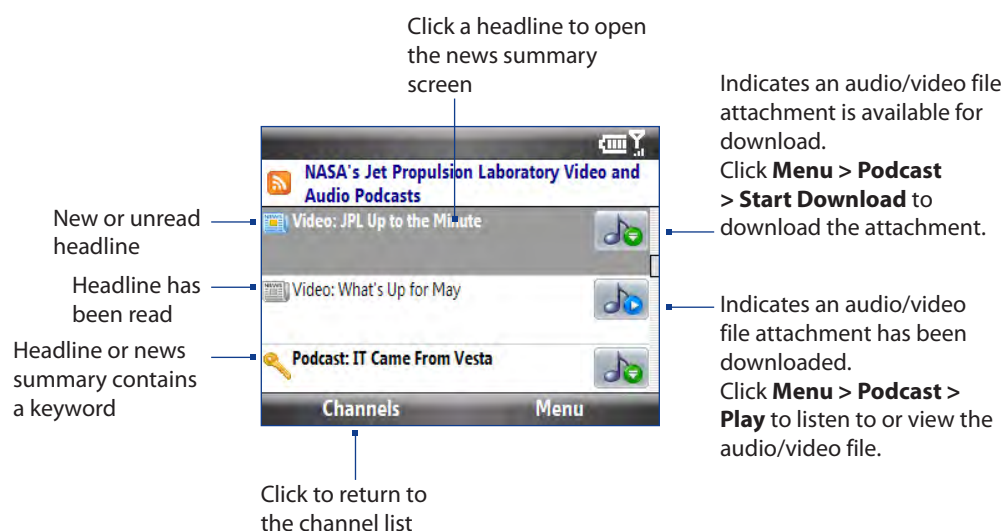 Click a headline to open
the news summary
screen
Indicates an audio/video file
attachment is available for
download.
Click Menu > Podcast
> Start Download to
download the attachment.
NASA's Jet Propulsion Laboratory Video and
Audio Podcasts
New or unread
headline
Video: JPL Up to the Minute
Headline has
been read
Video: What's Up for May
Indicates an audio/video
file attachment has been
downloaded.
Click Menu > Podcast >
Play to listen to or view the
audio/video file.
Headline or news
summary contains
a keyword
Podcast: IT Came From Vesta
Channels
Menu
Click to return to
the channel list